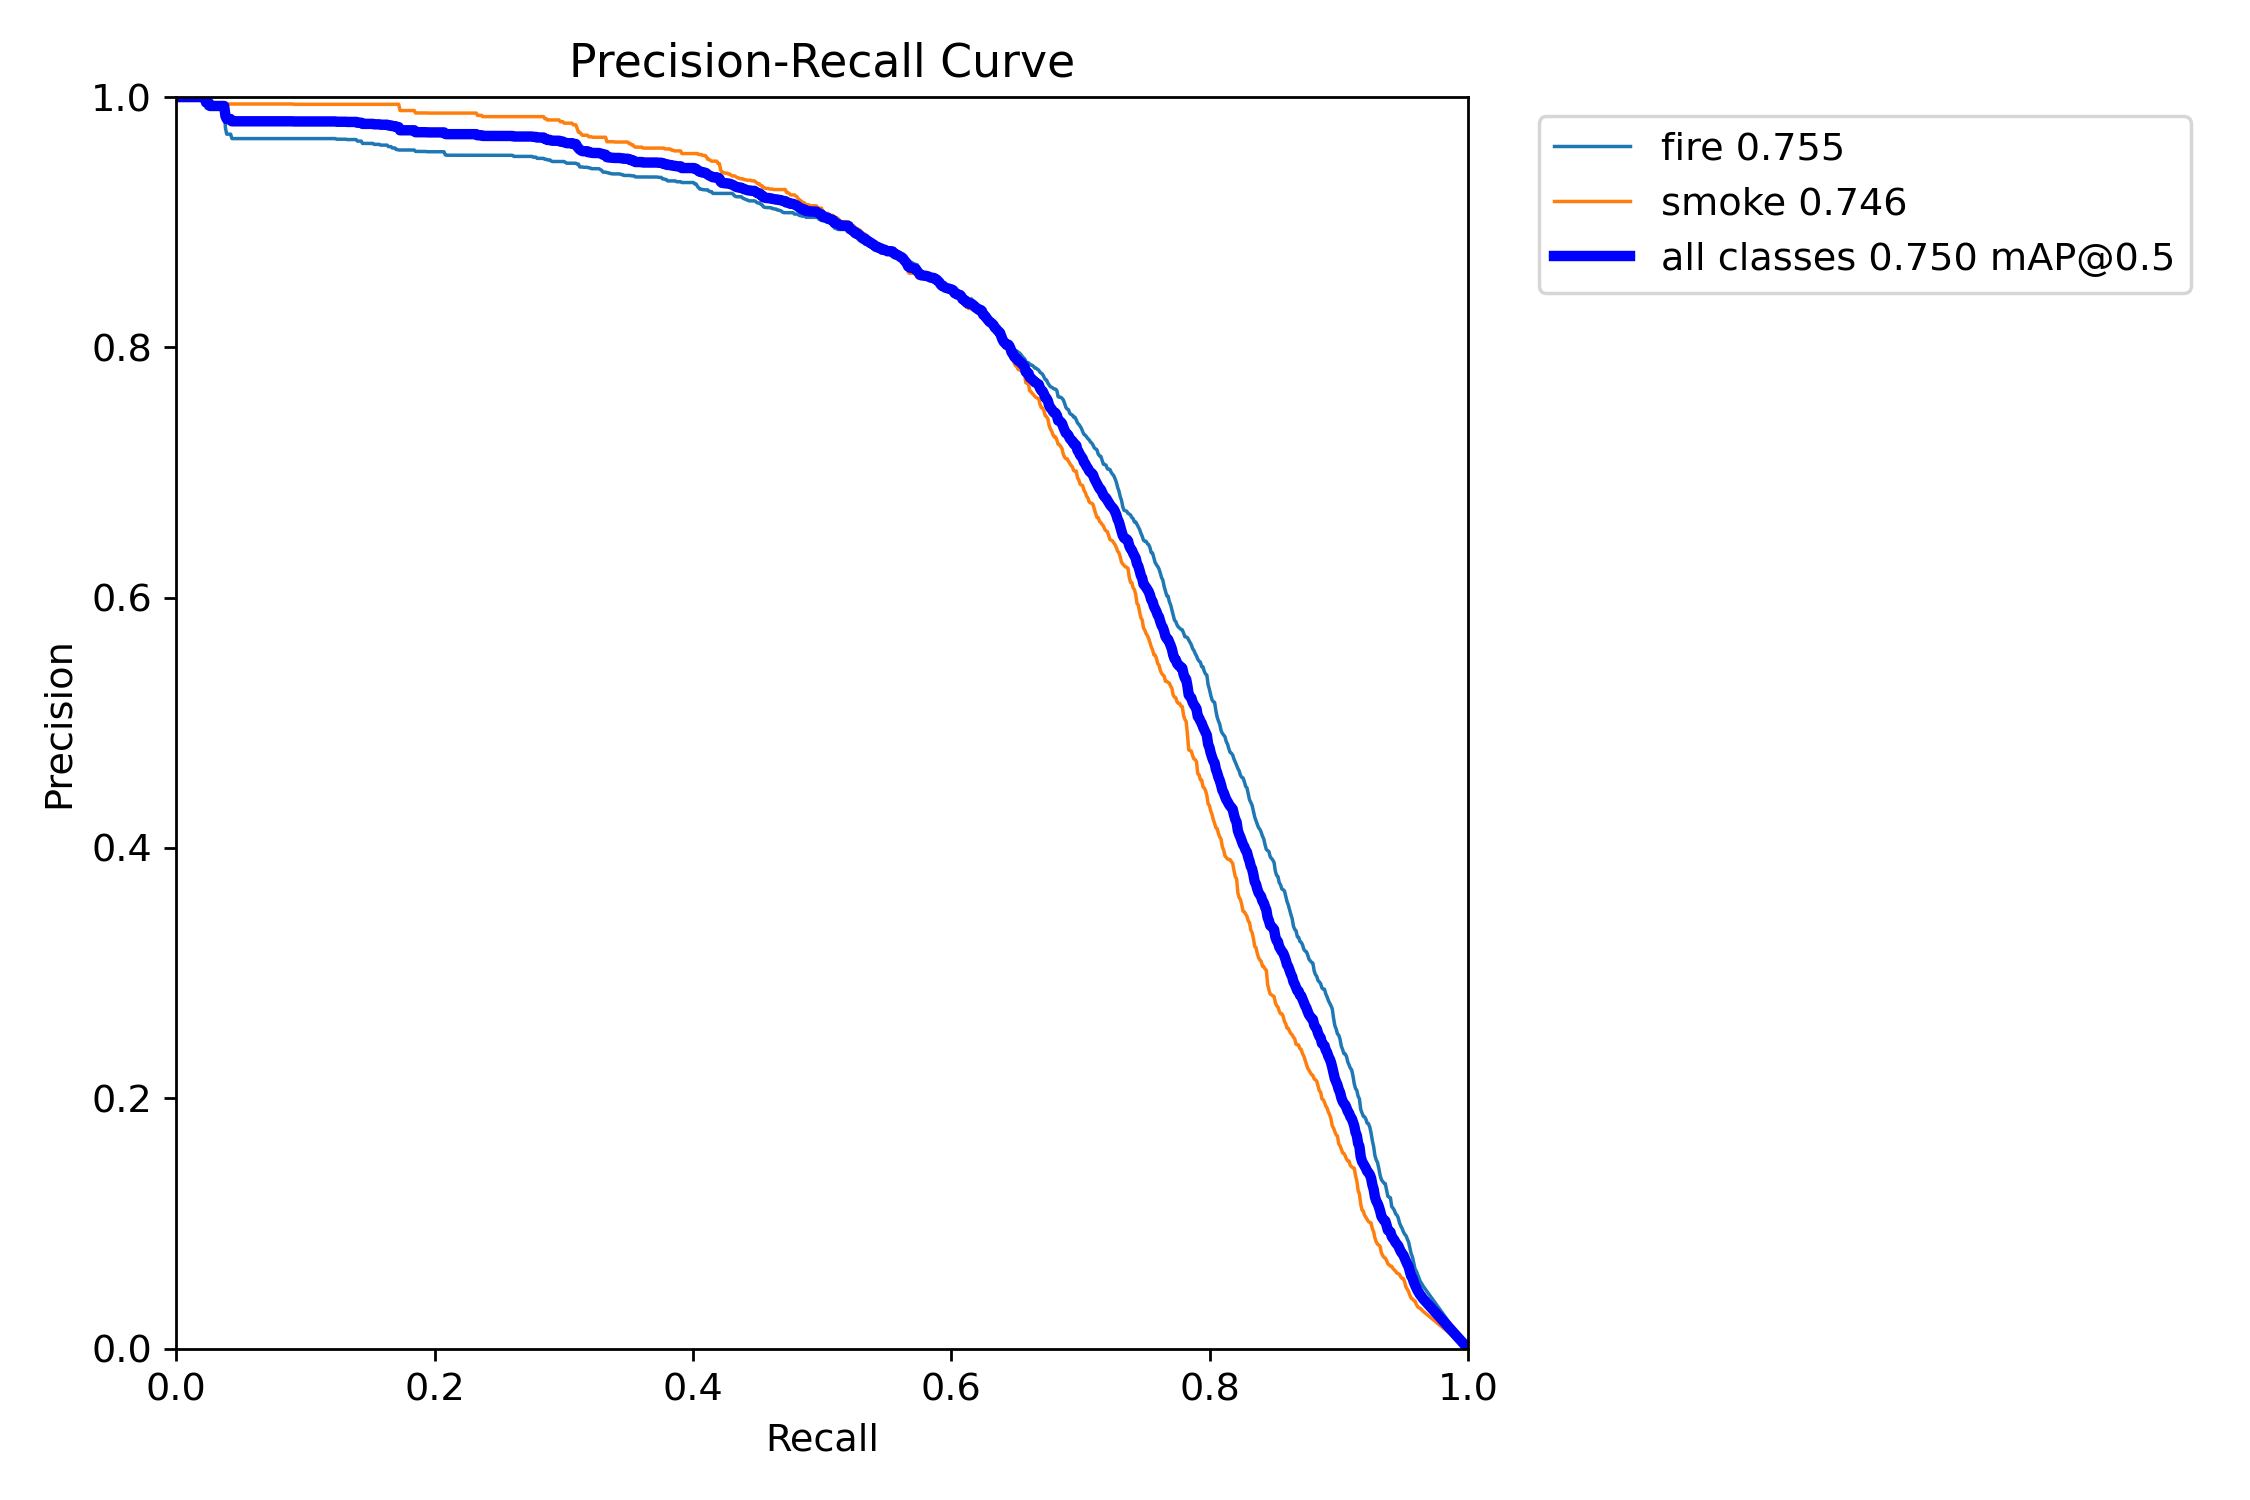 Precision-Recall Curve
1.0
0.8
0.6
0.4
0.2
0.0
Precision
0.0 0.2 0.4 0.6 0.8 1.0
Recall
fire 0.755
smoke 0.746
all classes 0.750 mAP@0.5